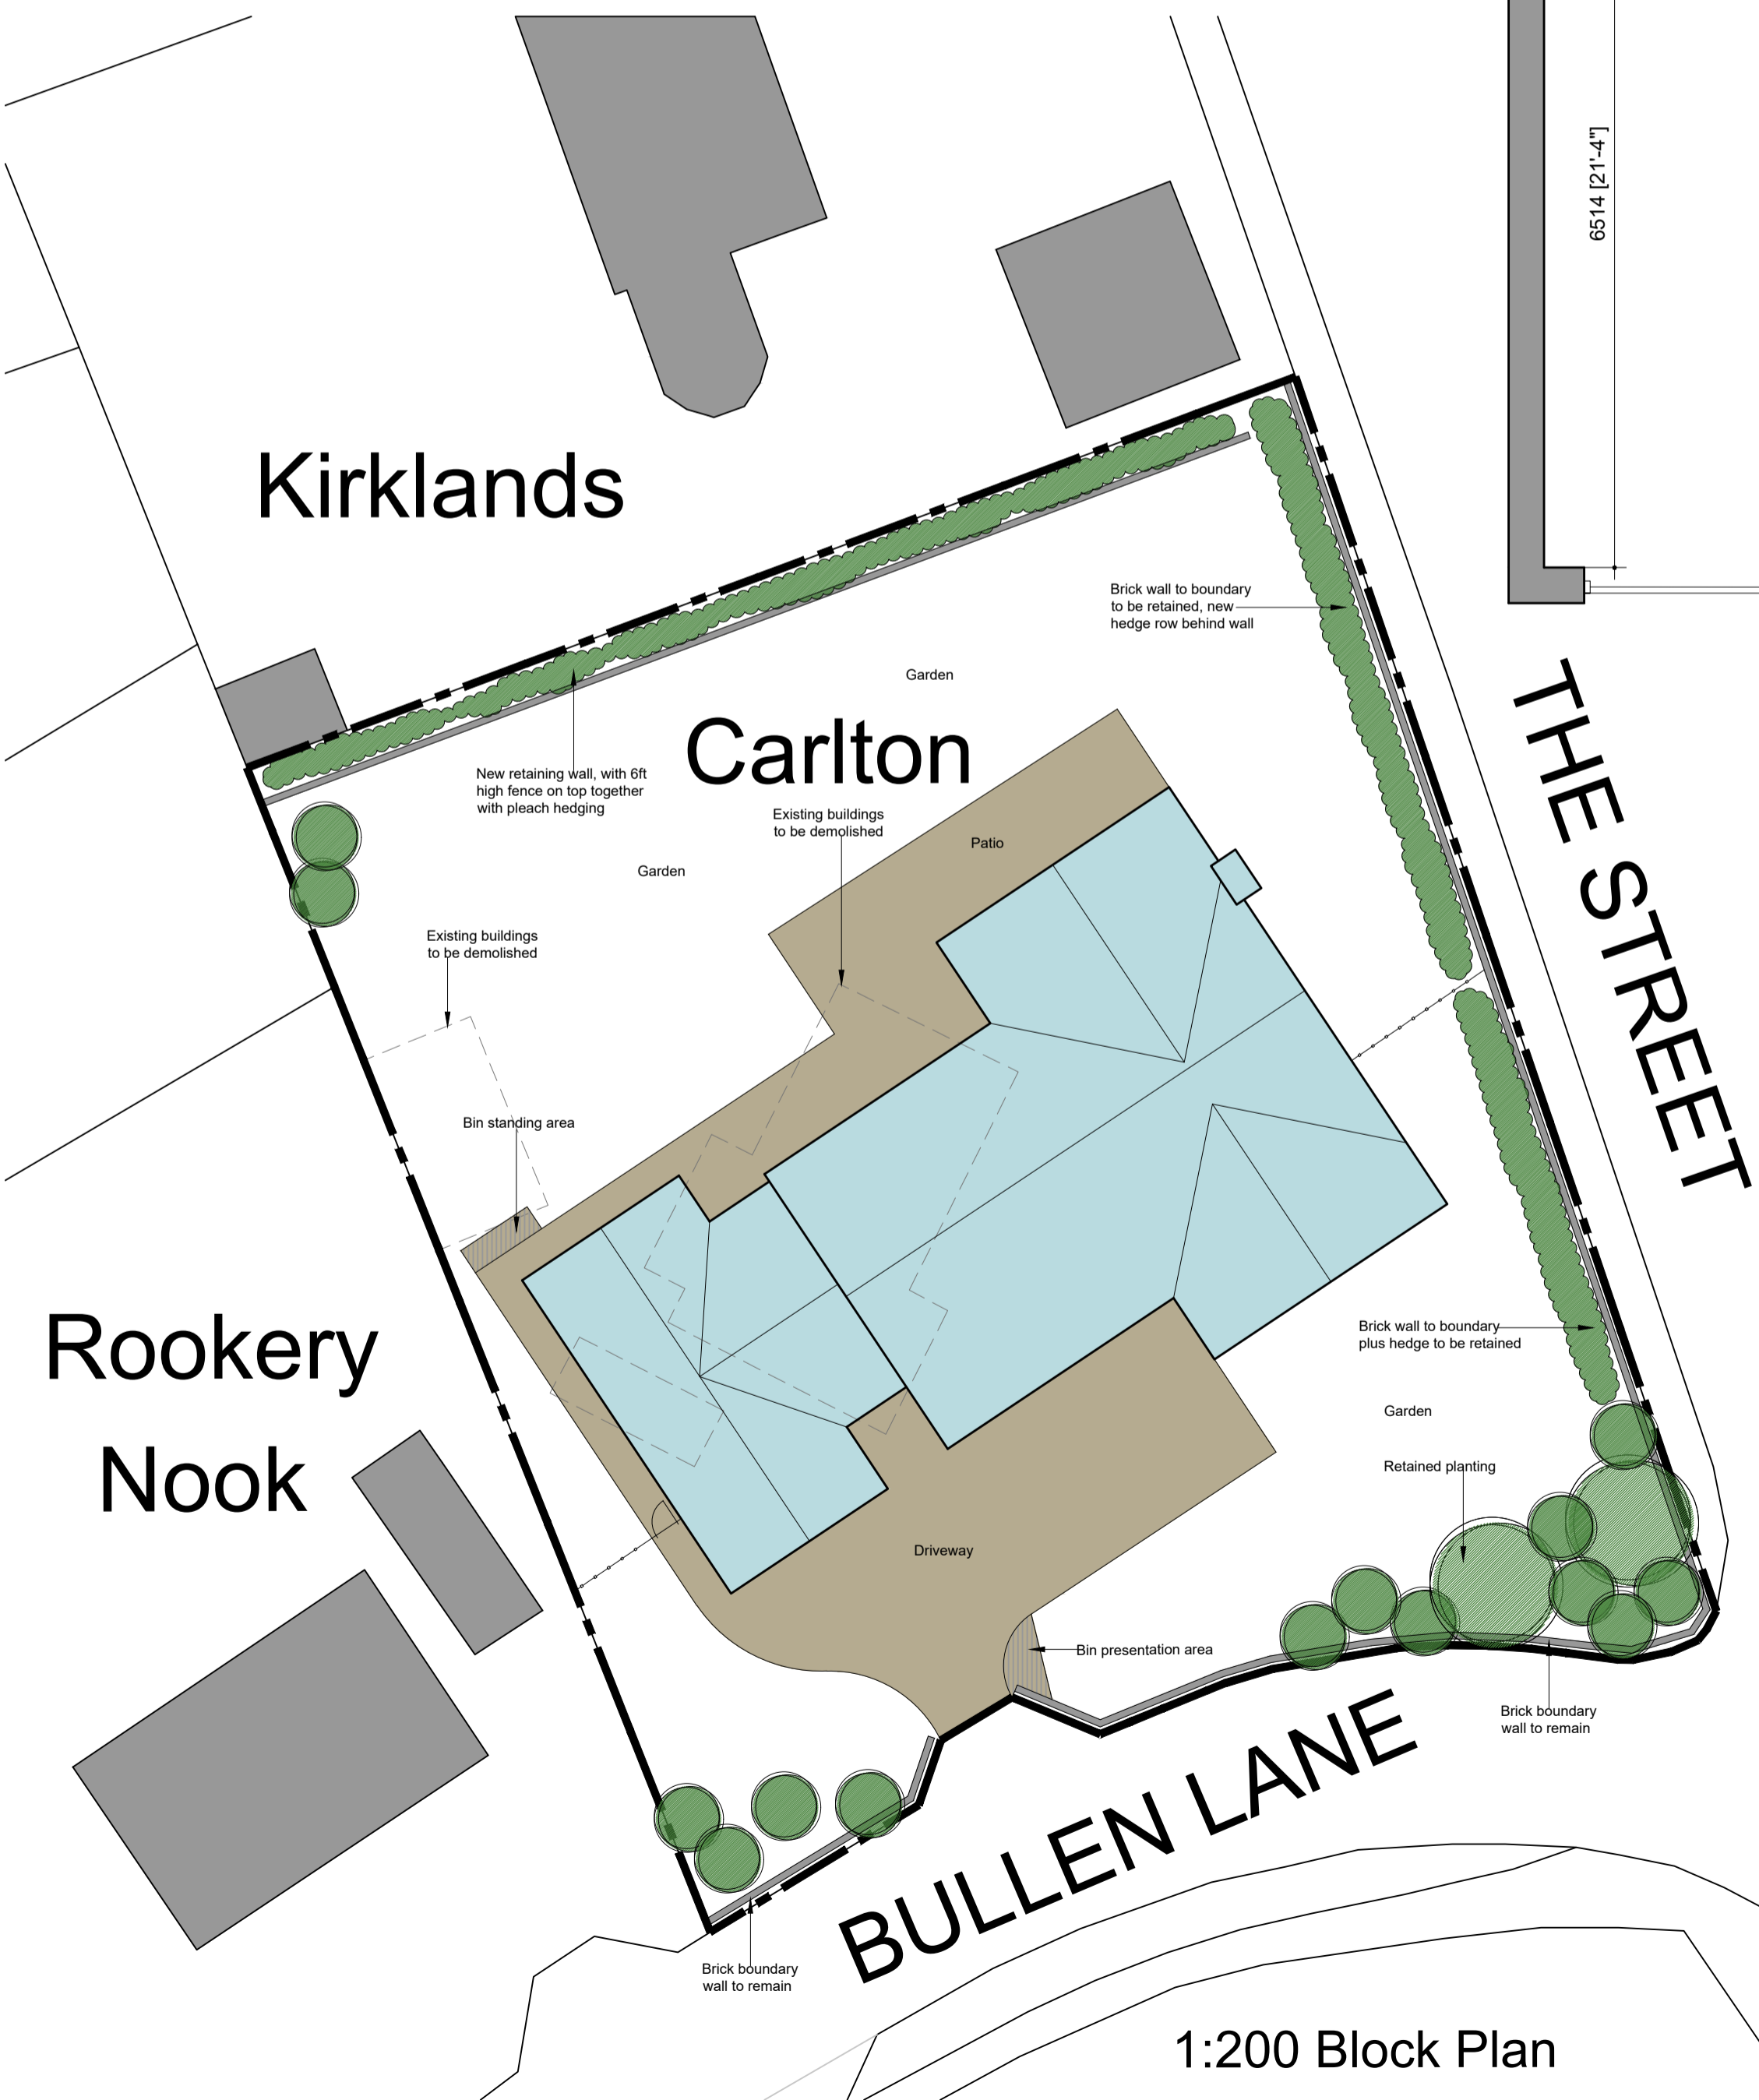 6514 [21'-4"]
Kirklands
Brick wall to boundary
to be retained, new
hedge row behind wall
Garden
Carlton
New retaining wall, with 6ft
high fence on top together
with pleach hedging
Existing buildings
to be demolished
Patio
Garden
THE STREET
Existing buildings
to be demolished
Bin standing area
Rookery
Nook
Brick wall to boundary
plus hedge to be retained
Garden
Retained planting
Driveway
Bin presentation area
Brick boundary
wall to remain
BULLEN LANE
Brick boundary
wall to remain
1:200 Block Plan